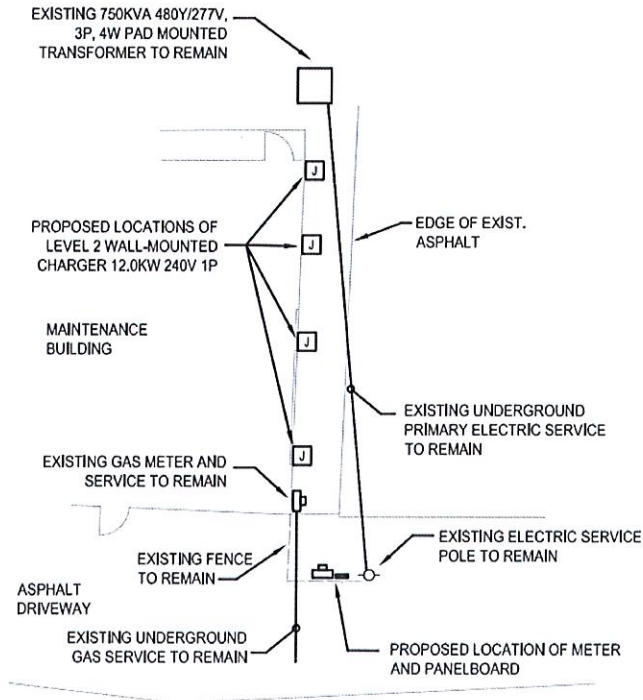 EXISTING 750KVA 480Y/277V,
3P, 4W PAD MOUNTED
TRANSFORMER TO REMAIN
J
PROPOSED LOCATIONS OF
LEVEL 2 WALL-MOUNTED
CHARGER 12.0KW 240V 1P
J
EDGE OF EXIST.
ASPHALT
MAINTENANCE
BUILDING
J
EXISTING UNDERGROUND
PRIMARY ELECTRIC SERVICE
TO REMAIN
J
EXISTING GAS METER AND
SERVICE TO REMAIN
EXISTING ELECTRIC SERVICE
POLE TO REMAIN
EXISTING FENCE
TO REMAIN
ASPHALT
DRIVEWAY
EXISTING UNDERGROUND
GAS SERVICE TO REMAIN
PROPOSED LOCATION OF METER
AND PANELBOARD